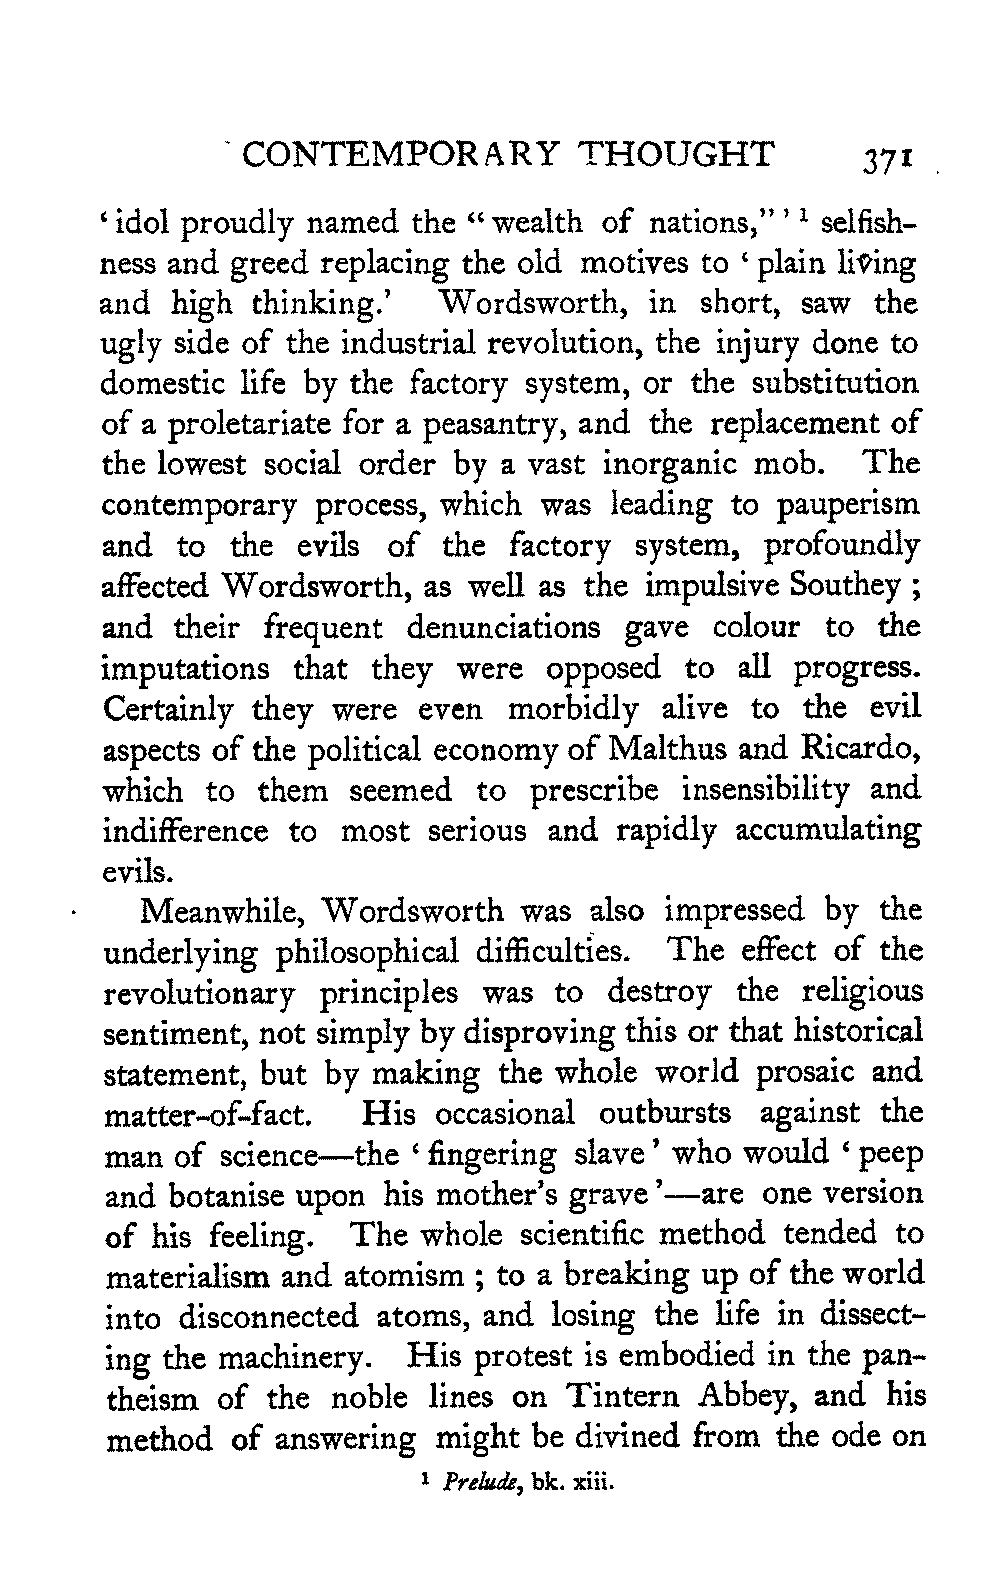 CONTEMPORARY THOUGHT 371
‘idol proudly named the “wealth of nations,”’ ¹ selfish-
ness and greed replacing the old motives to ‘plain living
and high thinking.’ Wordsworth, in short, saw the
ugly side of the industrial revolution, the injury done to
domestic life by the factory system, or the substitution
of a proletariate for a peasantry, and the replacement of
the lowest social order by a vast inorganic mob. The
contemporary process, which was leading to pauperism
and to the evils of the factory system, profoundly
affected Wordsworth, as well as the impulsive Southey ;
and their frequent denunciations gave colour to the
imputations that they were opposed to all progress.
Certainly they were even morbidly alive to the evil
aspects of the political economy of Malthus and Ricardo,
which to them seemed to prescribe insensibility and
indifference to most serious and rapidly accumulating
evils.
Meanwhile, Wordsworth was also impressed by the
underlying philosophical difficulties. The effect of the
revolutionary principles was to destroy the religious
sentiment, not simply by disproving this or that historical
statement, but by making the whole world prosaic and
matter-of-fact. His occasional outbursts against the
man of science—the ‘fingering slave’ who would ‘peep
and botanise upon his mother’s grave’—are one version
of his feeling. The whole scientific method tended to
materialism and atomism ; to a breaking up of the world
into disconnected atoms, and losing the life in dissect-
ing the machinery. His protest is embodied in the pan-
theism of the noble lines on Tintern Abbey, and his
method of answering might be divined from the ode on
¹ Prelude, bk. xiii.